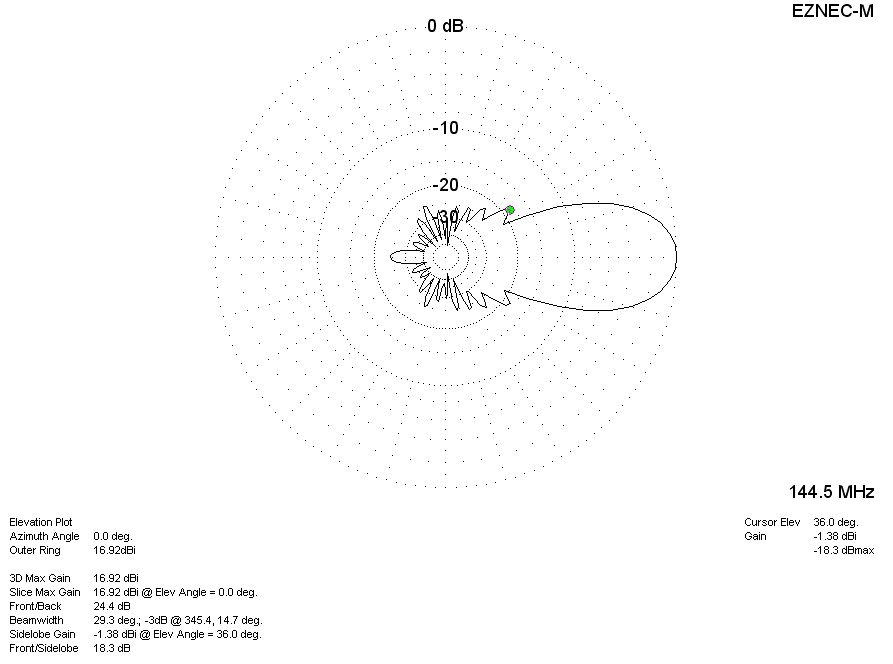 EZNEC-M
0 dB
-10
-20
-30
144.5 MHz
Elevation Plot
Azimuth Angle 0.0 deg.
Outer Ring 16.92dBi
3D Max Gain 16.92 dBi
Slice Max Gain 16.92 dBi @ Elev Angle = 0.0 deg.
Front/Back 24.4 dB
Beamwidth 29.3 deg.; -3dB @ 345.4, 14.7 deg.
Sidelobe Gain -1.38 dBi @ Elev Angle = 36.0 deg.
Front/Sidelobe 18.3 dB
Cursor Elev 36.0 deg.
Gain -1.38 dBi
-18.3 dBmax